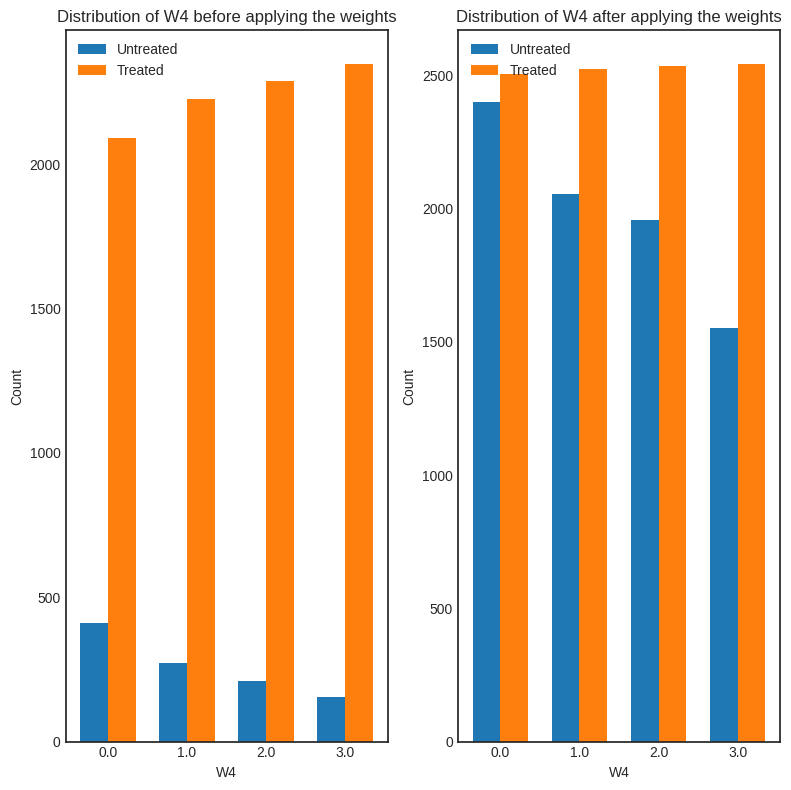 Distribution of W4 before applying the weights
Untreated
Treated
2000
1500
1000
500
0
Count
0.0 1.0 2.0 3.0
W4
Distribution of W4 after applying the weights
Untreated
Treated
2500
2000
1500
1000
500
0
Count
0.0 1.0 2.0 3.0
W4